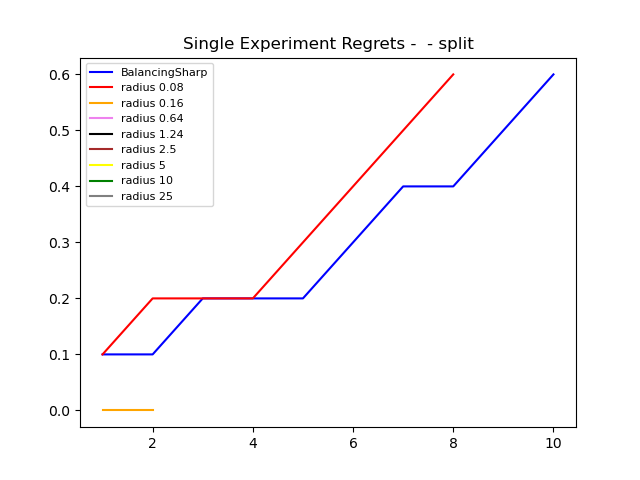 Single Experiment Regrets -  - split
BalancingSharp
radius 0.08
radius 0.16
radius 0.64
radius 1.24
radius 2.5
radius 5
radius 10
radius 25
0.6
0.5
0.4
0.3
0.2
0.1
0.0
2 4 6 8 10